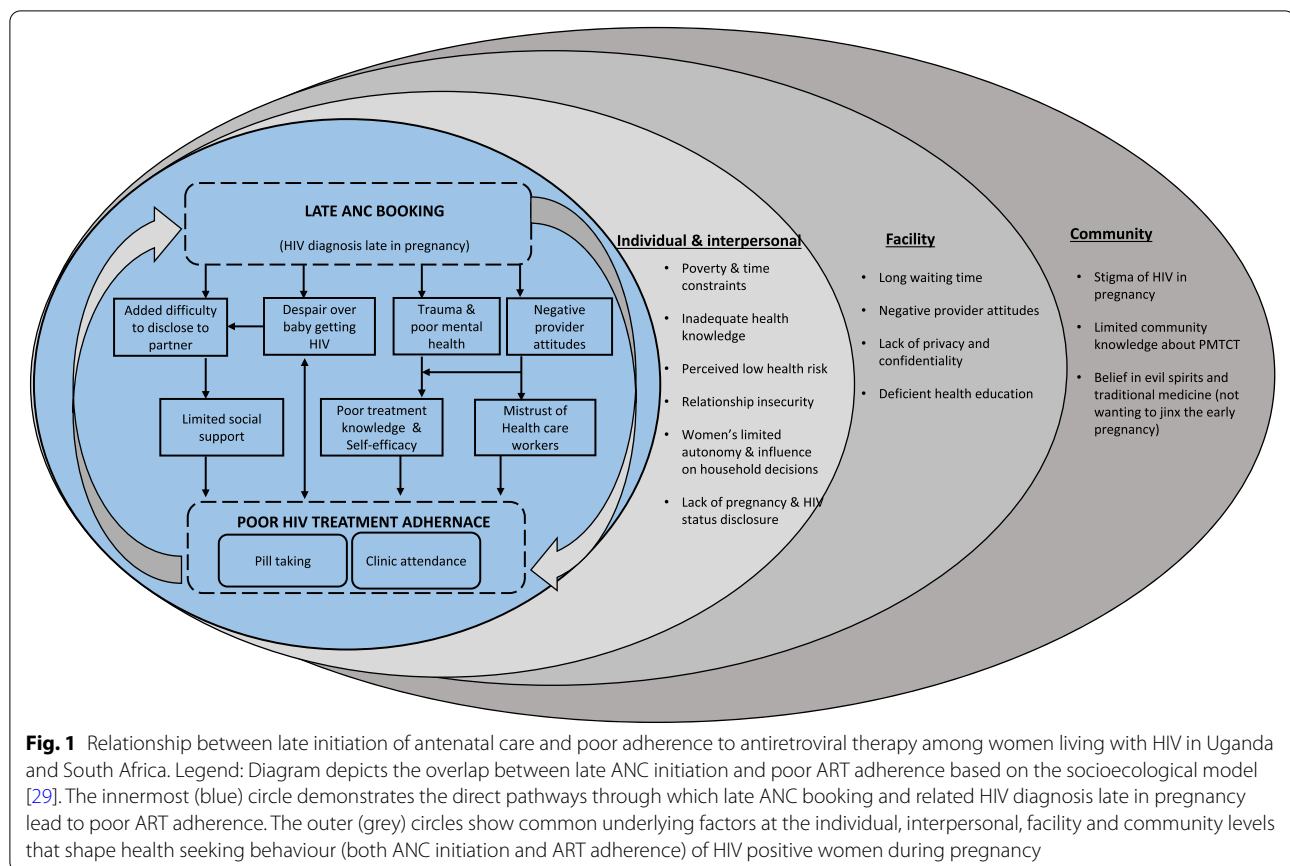 LATE ANC BOOKING
(HIV diagnosis late in pregnancy)
Added difficulty
to disclose to
partner
Despair over
baby getting
HIV
Trauma &
poor mental
health
Negative
provider
attitudes
Limited social
support
Poor treatment
knowledge & 
Self-efficacy
Mistrust of
Health care
workers
POOR HIV TREATMENT ADHERNACE
Pill taking
Clinic attendance
Individual & interpersonal
• Poverty & time
constraints
• Inadequate health
knowledge
• Perceived low health risk
• Relationship insecurity
• Women's limited
autonomy & influence
on household decisions
• Lack of pregnancy & HIV
status disclosure
Facility
• Long waiting time
• Negative provider attitudes
• Lack of privacy and
confidentiality
• Deficient health education
Community
• Stigma of HIV in
pregnancy
• Limited community
knowledge about PMTCT
• Belief in evil spirits and
traditional medicine (not
wanting to jinx the early
pregnancy)
Fig. 1 Relationship between late initiation of antenatal care and poor adherence to antiretroviral therapy among women living with HIV in Uganda
and South Africa. Legend: Diagram depicts the overlap between late ANC initiation and poor ART adherence based on the socioecological model
[29]. The innermost (blue) circle demonstrates the direct pathways through which late ANC booking and related HIV diagnosis late in pregnancy
lead to poor ART adherence. The outer (grey) circles show common underlying factors at the individual, interpersonal, facility and community levels
that shape health seeking behaviour (both ANC initiation and ART adherence) of HIV positive women during pregnancy